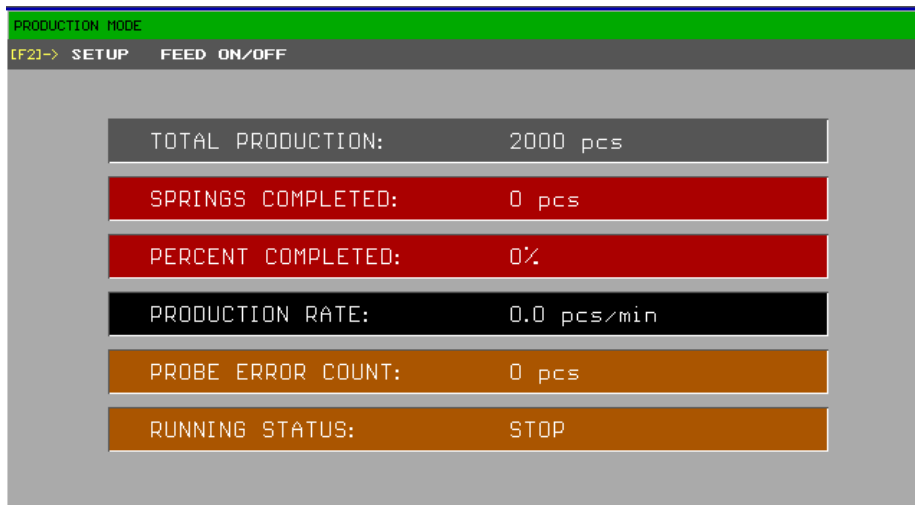 PRODUCTION MODE
[F2]-> SETUP FEED ON/OFF
TOTAL PRODUCTION: 2000 pcs
SPRINGS COMPLETED: 0 pcs
PERCENT COMPLETED: 0%
PRODUCTION RATE: 0.0 pcs/min
PROBE ERROR COUNT: 0 pcs
RUNNING STATUS: STOP